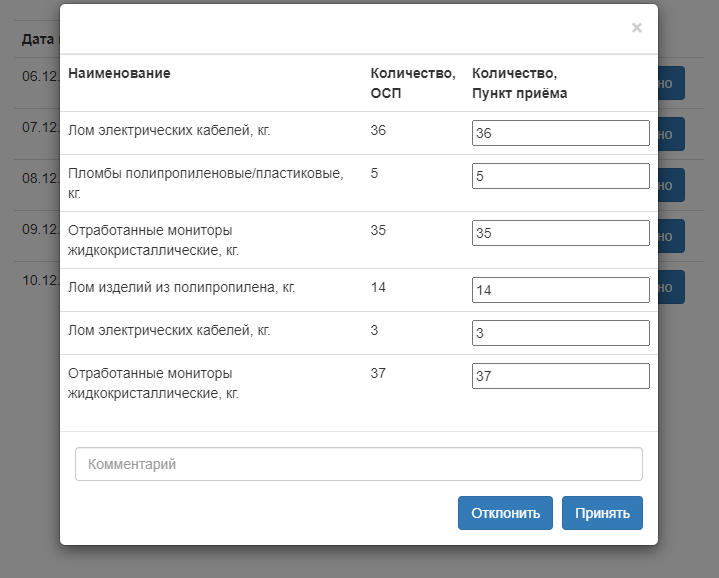 ×
Дата
Наименование
Количество,
ОСП
Количество,
Пункт приёма
06.12.
но
Лом электрических кабелей, кг.
36
36
07.12.
но
Пломбы полипропиленовые/пластиковые,
кг.
5
5
08.12.
но
Отработанные мониторы
жидкокристаллические, кг.
35
35
09.12.
но
Лом изделий из полипропилена, кг.
14
14
10.12.
но
Лом электрических кабелей, кг.
3
3
Отработанные мониторы
жидкокристаллические, кг.
37
37
Комментарий
Отклонить
Принять